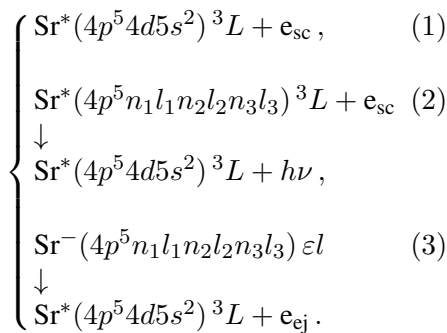 Sr*(4p⁵4d5s²) ³L + e_sc , (1)
Sr*(4p⁵n₁l₁n₂l₂n₃l₃) ³L + e_sc (2)
↓
Sr*(4p⁵4d5s²) ³L + hν ,
Sr⁻(4p⁵n₁l₁n₂l₂n₃l₃) εl (3)
↓
Sr*(4p⁵4d5s²) ³L + e_ej .